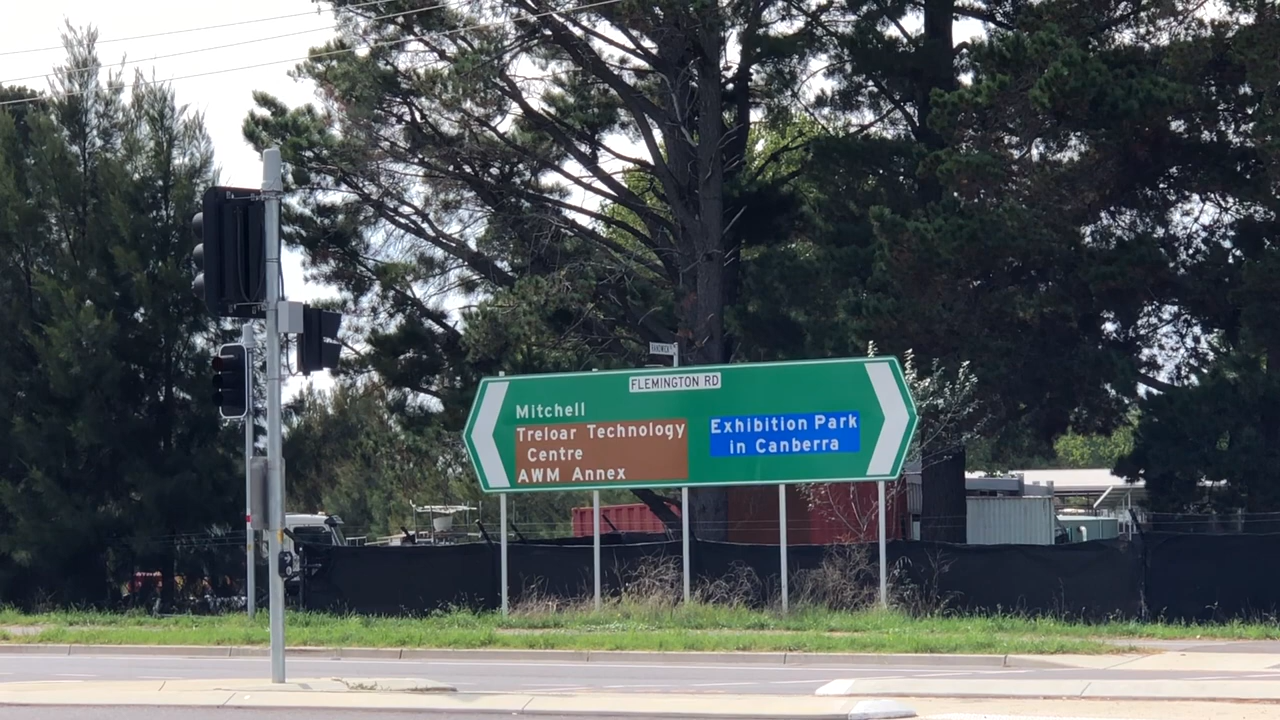 FLEMINGTON RD
Mitchell
Treloar Technology
Centre
AWM Annex
Exhibition Park
in Canberra